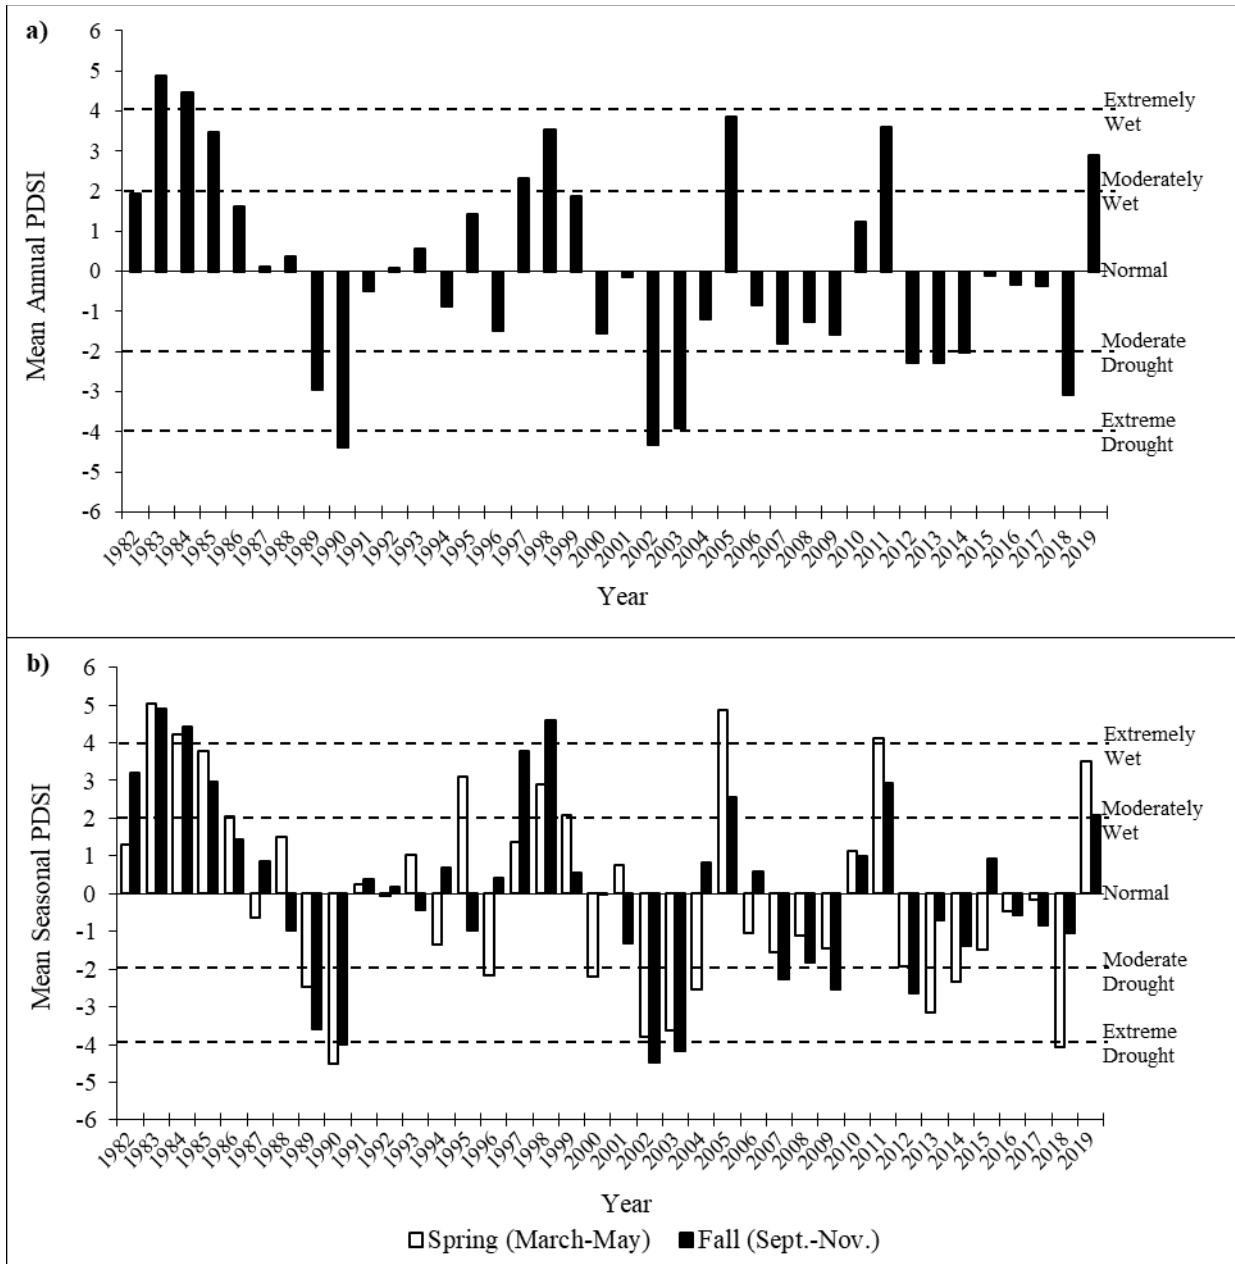 a)
6
5
4
3
2
1
0
-1
-2
-3
-4
-5
-6
Mean Annual PDSI
Extremely
Wet
Moderately
Wet
Normal
Moderate
Drought
Extreme
Drought
1982 1983 1984 1985 1986 1987 1988 1989 1990 1991 1992 1993 1994 1995 1996 1997 1998 1999 2000 2001 2002 2003 2004 2005 2006 2007 2008 2009 2010 2011 2012 2013 2014 2015 2016 2017 2018 2019
Year
b)
6
5
4
3
2
1
0
-1
-2
-3
-4
-5
-6
Mean Seasonal PDSI
Extremely
Wet
Moderately
Wet
Normal
Moderate
Drought
Extreme
Drought
1982 1983 1984 1985 1986 1987 1988 1989 1990 1991 1992 1993 1994 1995 1996 1997 1998 1999 2000 2001 2002 2003 2004 2005 2006 2007 2008 2009 2010 2011 2012 2013 2014 2015 2016 2017 2018 2019
Year
Spring (March-May) Fall (Sept.-Nov.)